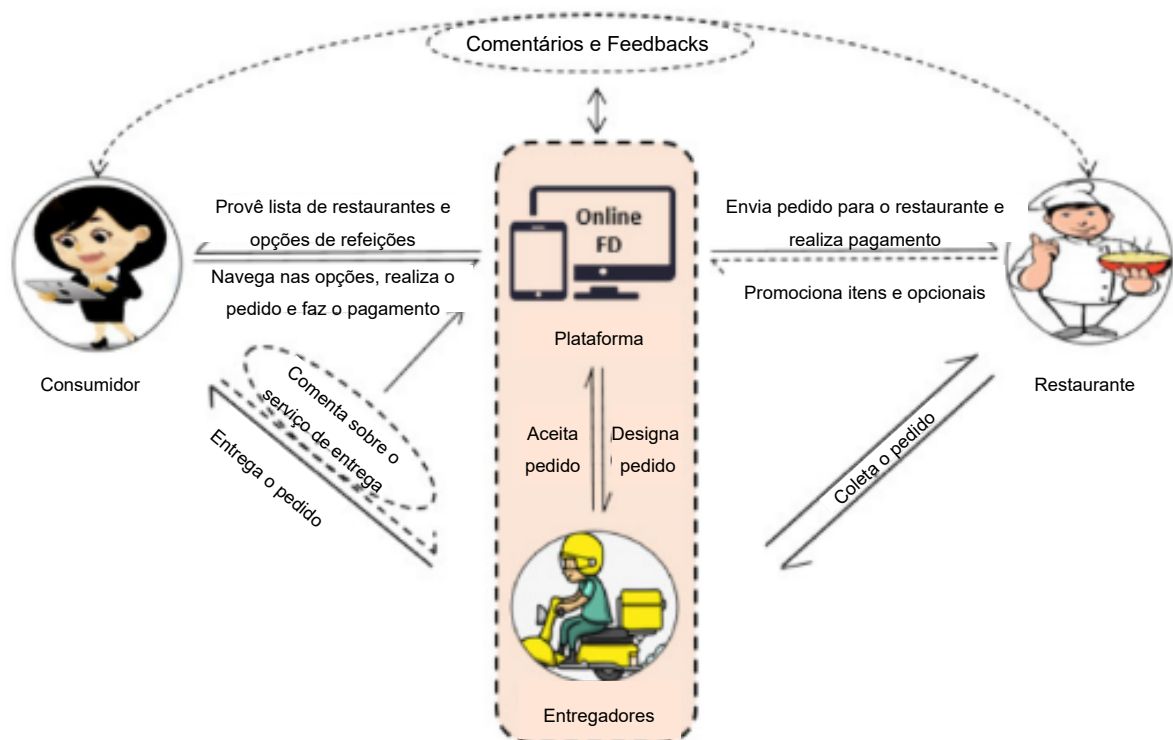 Comentários e Feedbacks
Provê lista de restaurantes e
opções de refeições
Navega nas opções, realiza o
pedido e faz o pagamento
Online
FD
Envia pedido para o restaurante e
realiza pagamento
Promociona itens e opcionais
Plataforma
Consumidor
Restaurante
Comenta sobre o
serviço de entrega
Entrega o pedido
Aceita
pedido
Designa
pedido
Coleta o pedido
Entregadores